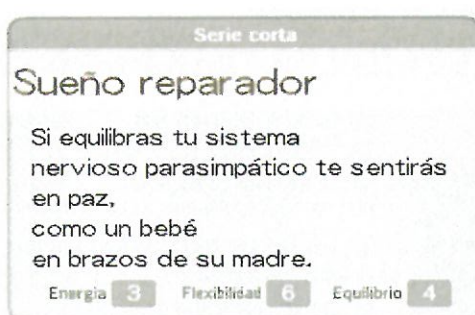 Serie corta
Sueño reparador
Si equilibras tu sistema
nervioso parasimpático te sentirás
en paz,
como un bebé
en brazos de su madre.
Energía 3 Flexibilidad 6 Equilibrio 4